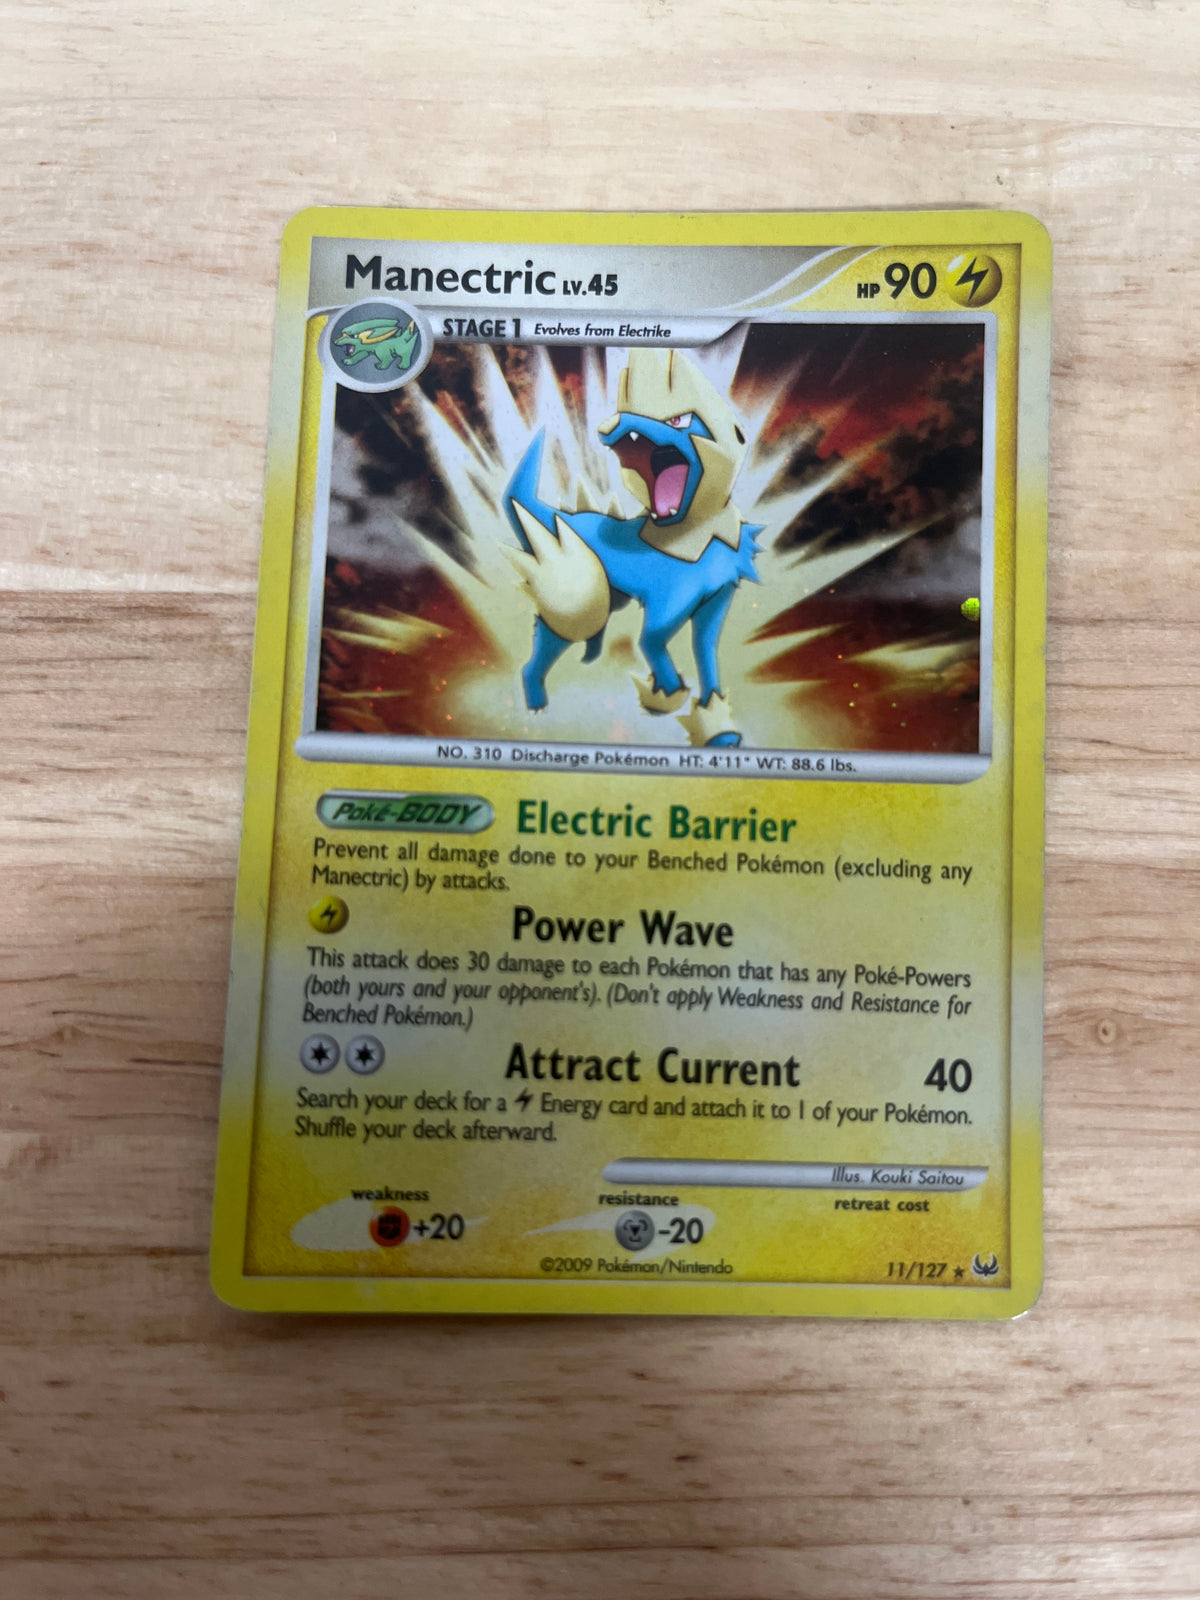 Manectric LV.45 HP 90
STAGE 1 Evolves from Electrike
NO. 310 Discharge Pokémon HT: 4'11" WT: 88.6 lbs.
Poké-BODY Electric Barrier
Prevent all damage done to your Benched Pokémon (excluding any
Manectric) by attacks.
Power Wave
This attack does 30 damage to each Pokémon that has any Poké-Powers
(both yours and your opponent's). (Don't apply Weakness and Resistance for
Benched Pokémon.)
Attract Current 40
Search your deck for a Energy card and attach it to 1 of your Pokémon.
Shuffle your deck afterward.
Illus. Kouki Saitou
weakness resistance retreat cost
+20 -20
©2009 Pokémon/Nintendo 11/127